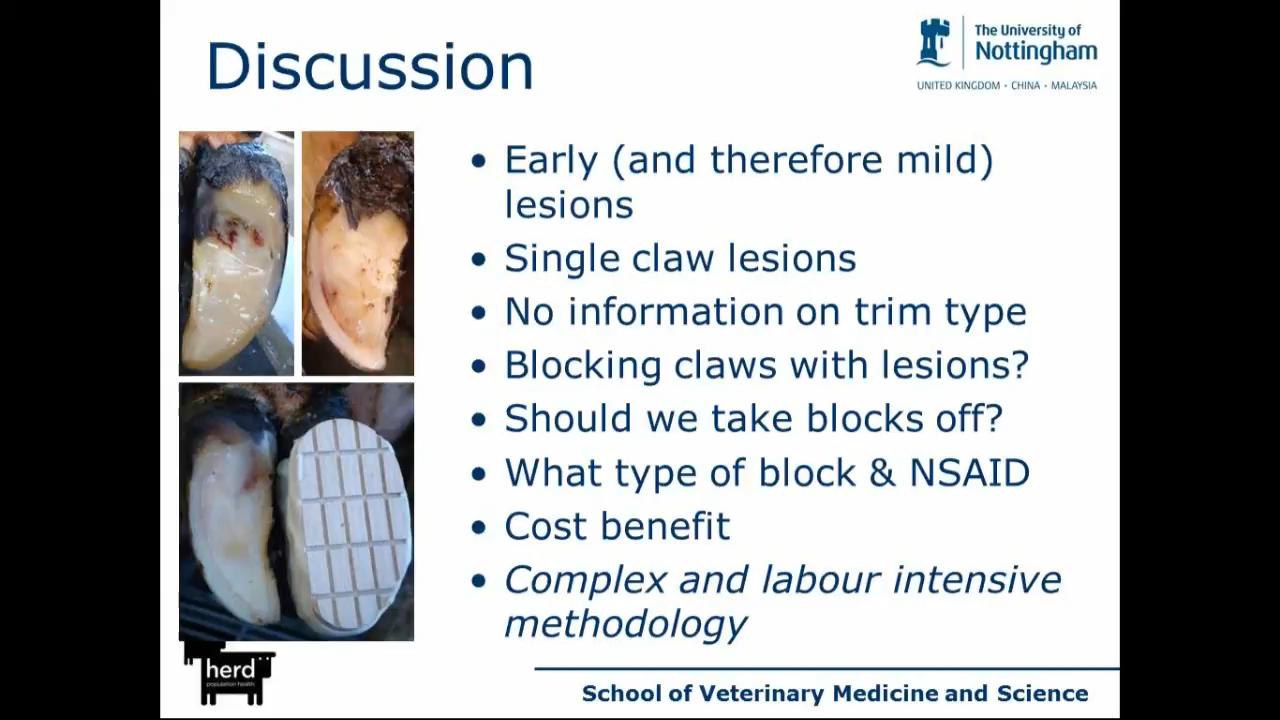 Discussion
The University of
Nottingham
UNITED KINGDOM · CHINA · MALAYSIA
• Early (and therefore mild)
lesions
• Single claw lesions
• No information on trim type
• Blocking claws with lesions?
• Should we take blocks off?
• What type of block & NSAID
• Cost benefit
• Complex and labour intensive
methodology
herd
population health
School of Veterinary Medicine and Science